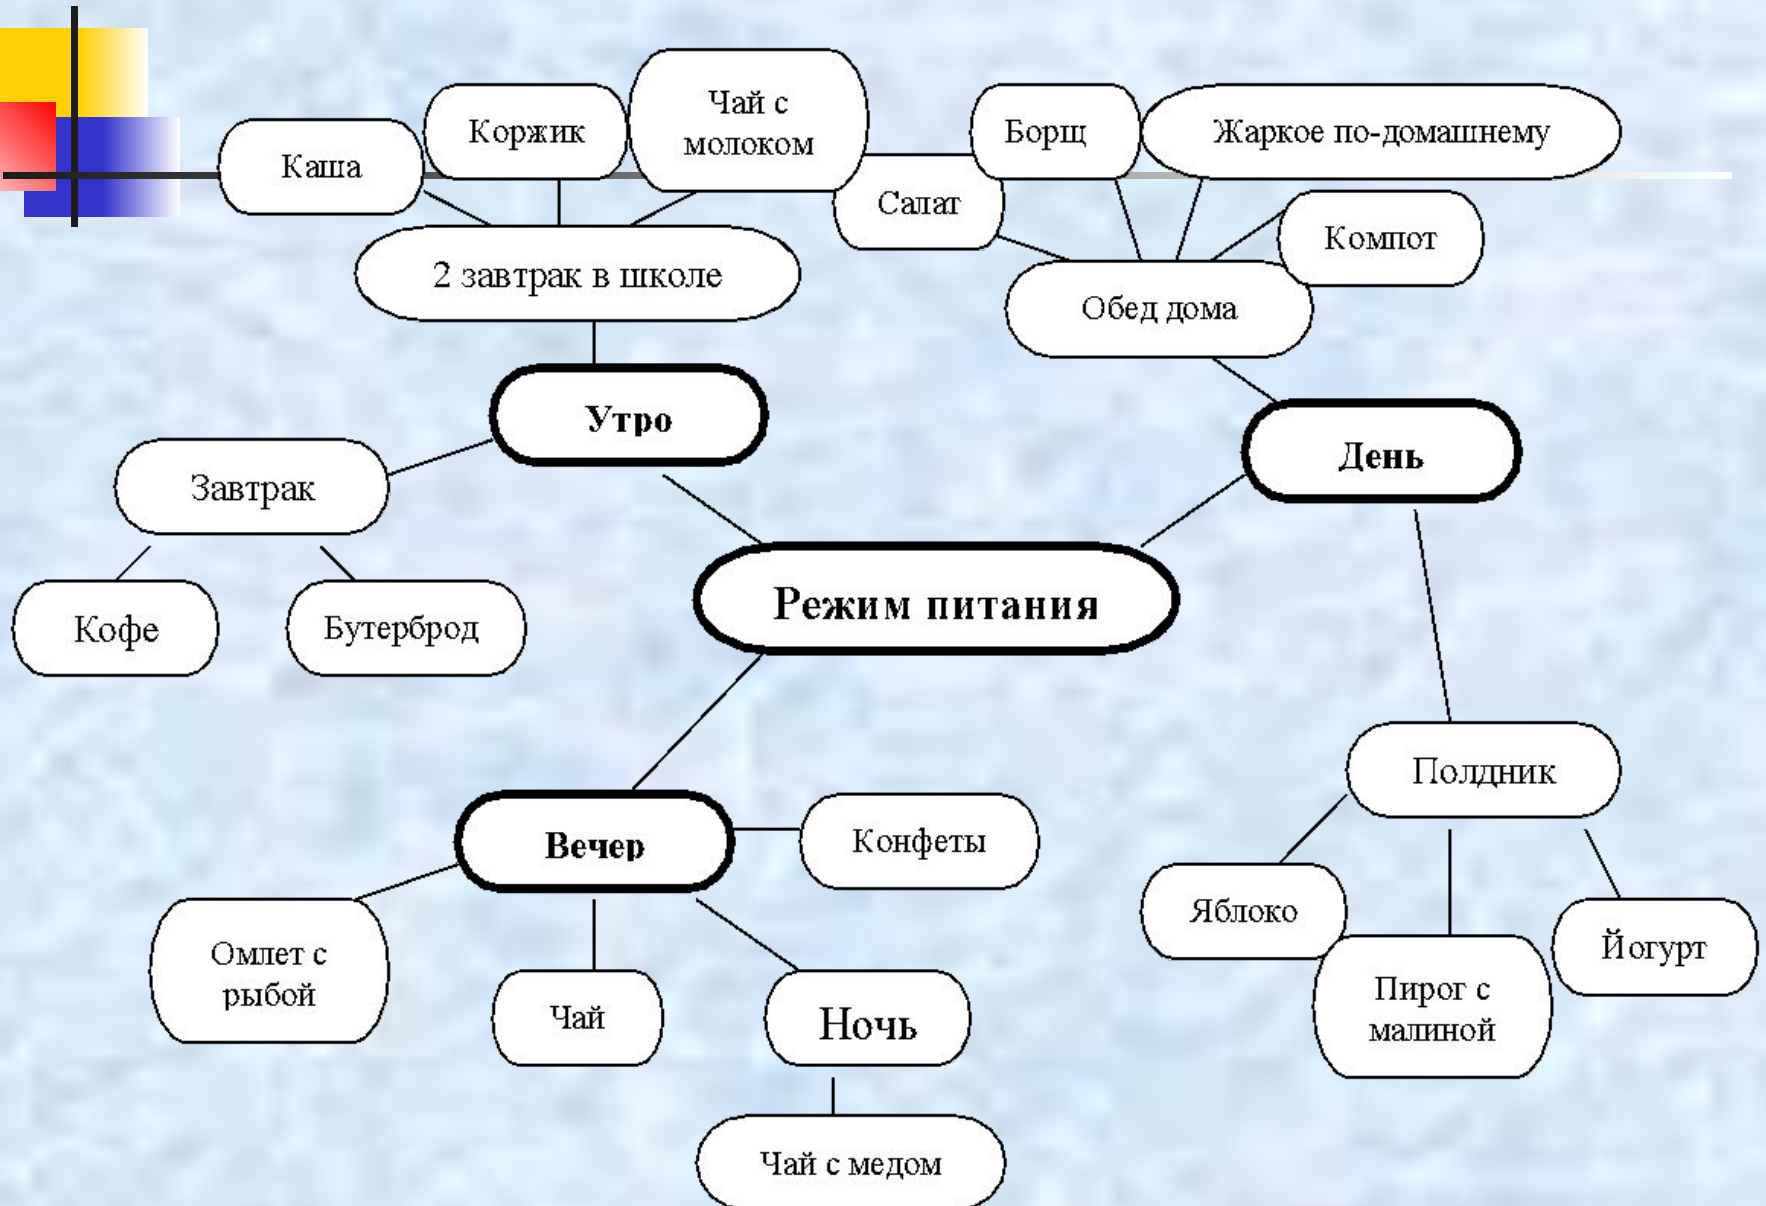 Чай с
молоком
Коржик
Каша
Борщ
Жаркое по-домашнему
Салат
Компот
2 завтрак в школе
Обед дома
Утро
День
Завтрак
Режим питания
Кофе
Бутерброд
Полдник
Вечер
Конфеты
Яблоко
Йогурт
Омлет с
рыбой
Пирог с
малиной
Чай
Ночь
Чай с медом